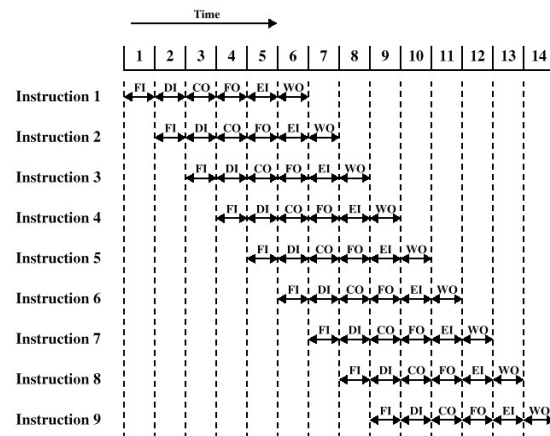 Time
1 2 3 4 5 6 7 8 9 10 11 12 13 14
Instruction 1 FI DI CO FO EI WO
Instruction 2 FI DI CO FO EI WO
Instruction 3 FI DI CO FO EI WO
Instruction 4 FI DI CO FO EI WO
Instruction 5 FI DI CO FO EI WO
Instruction 6 FI DI CO FO EI WO
Instruction 7 FI DI CO FO EI WO
Instruction 8 FI DI CO FO EI WO
Instruction 9 FI DI CO FO EI WO